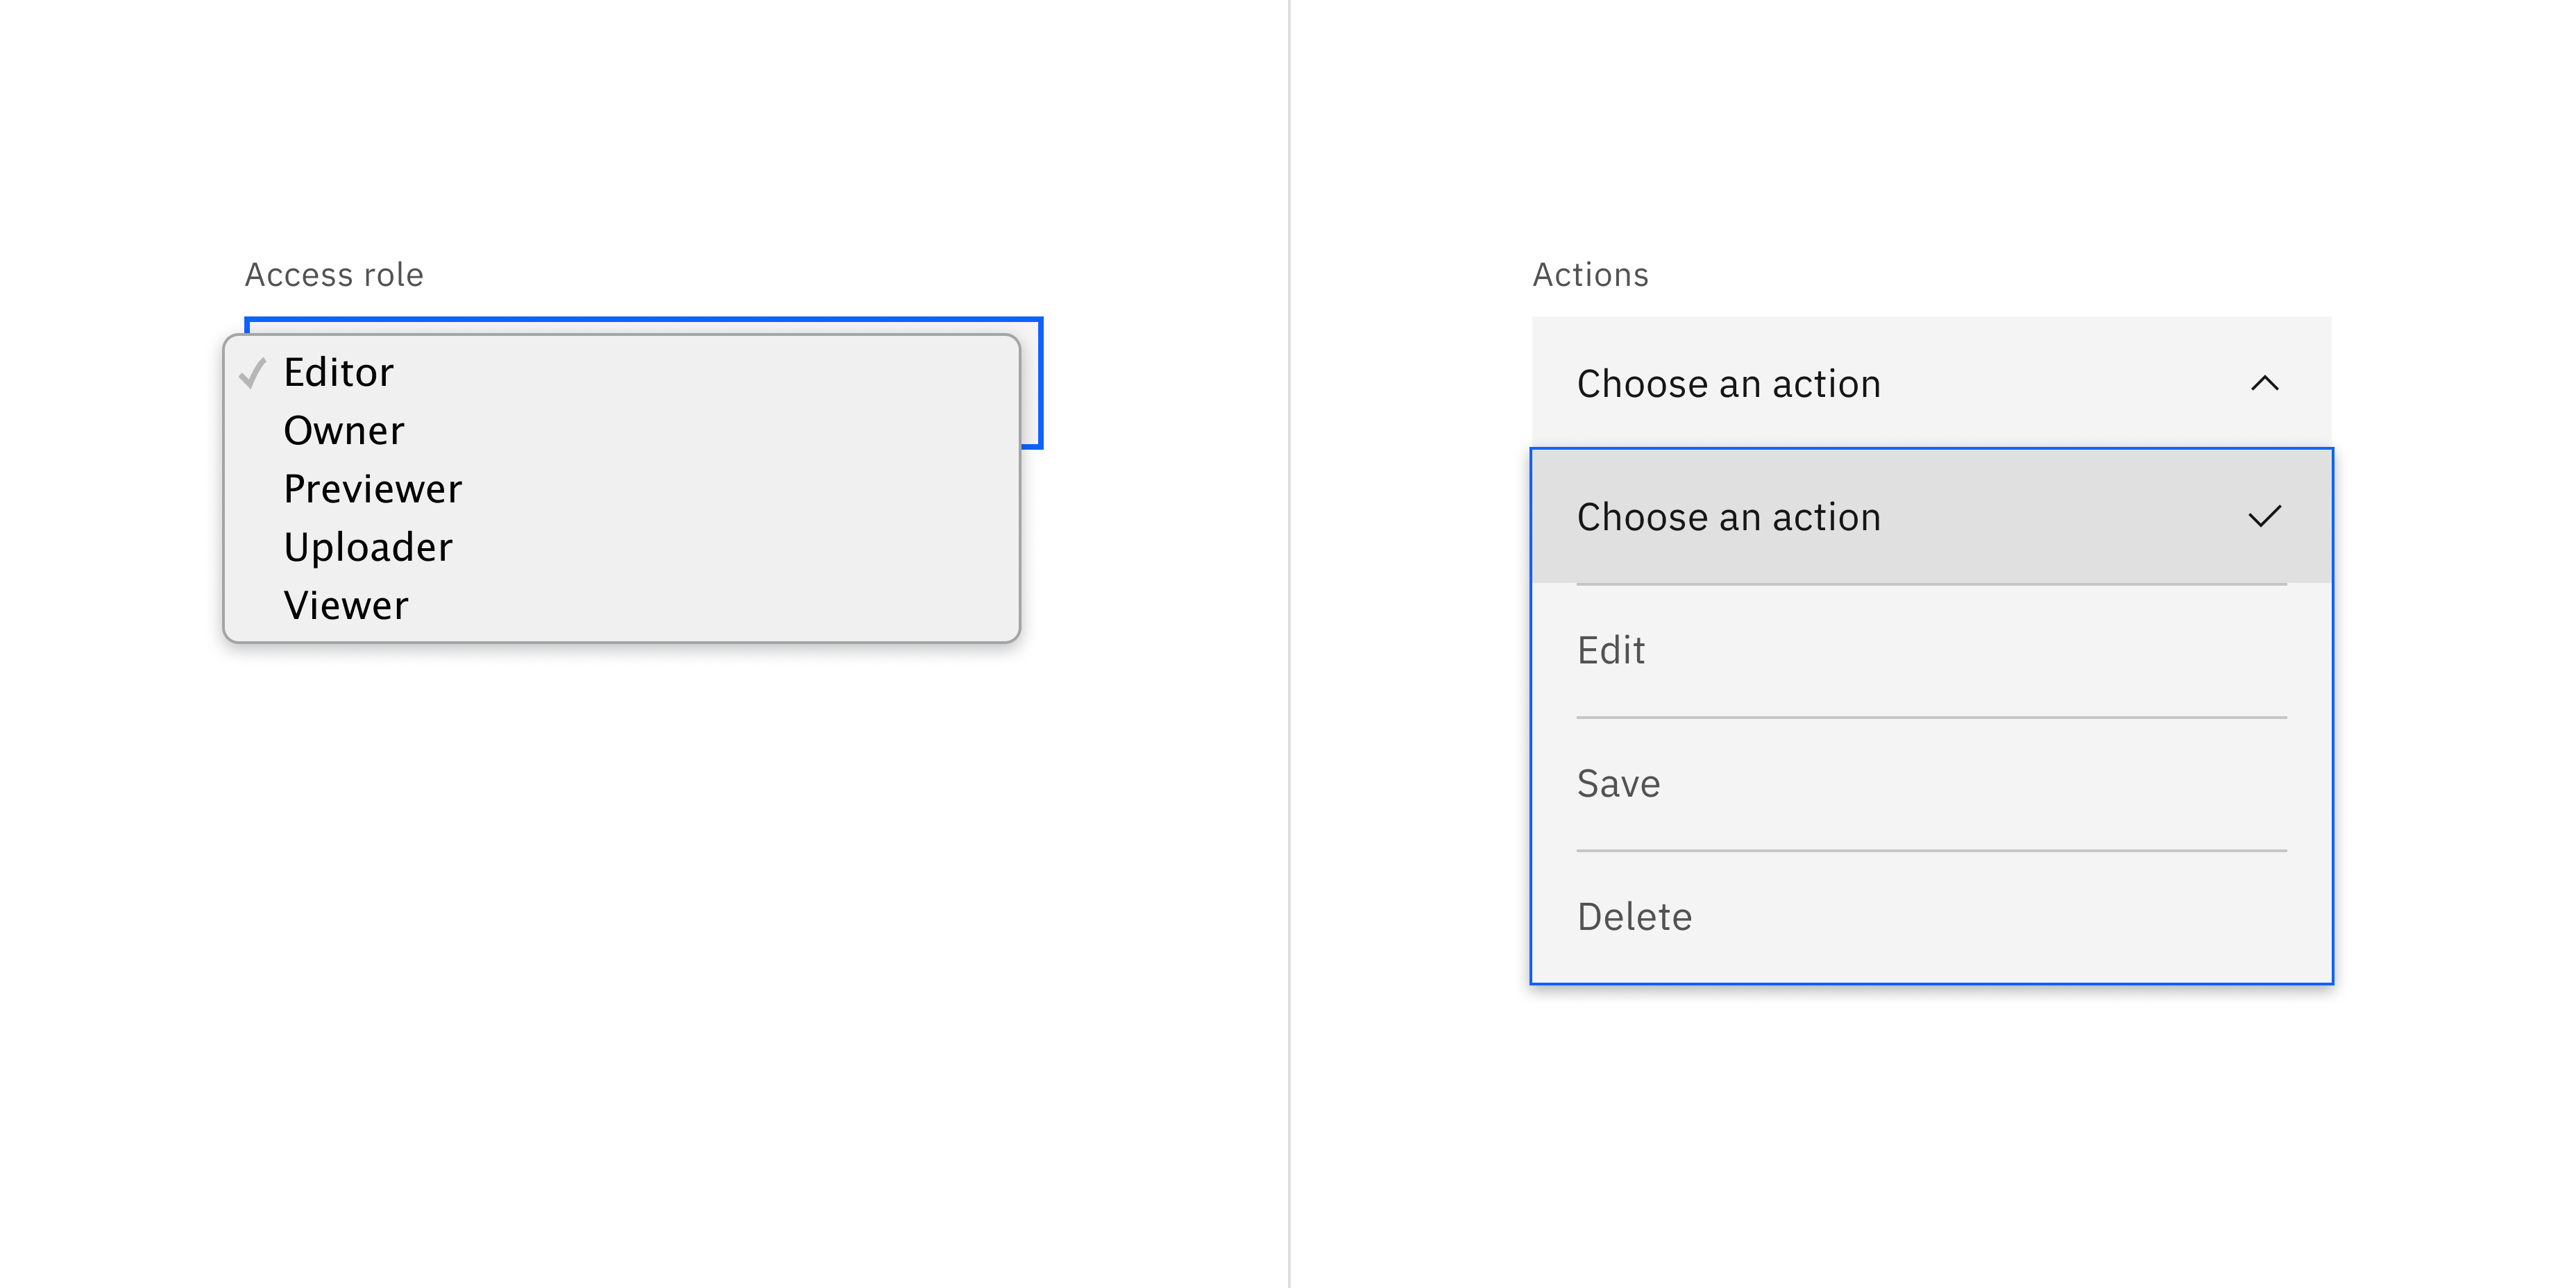 Access role
Editor
Owner
Previewer
Uploader
Viewer
Actions
Choose an action
Choose an action
Edit
Save
Delete